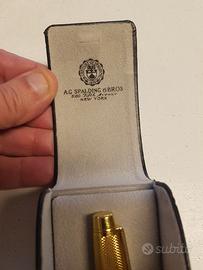 A.G. SPALDING & BROS
NEW YORK
subito